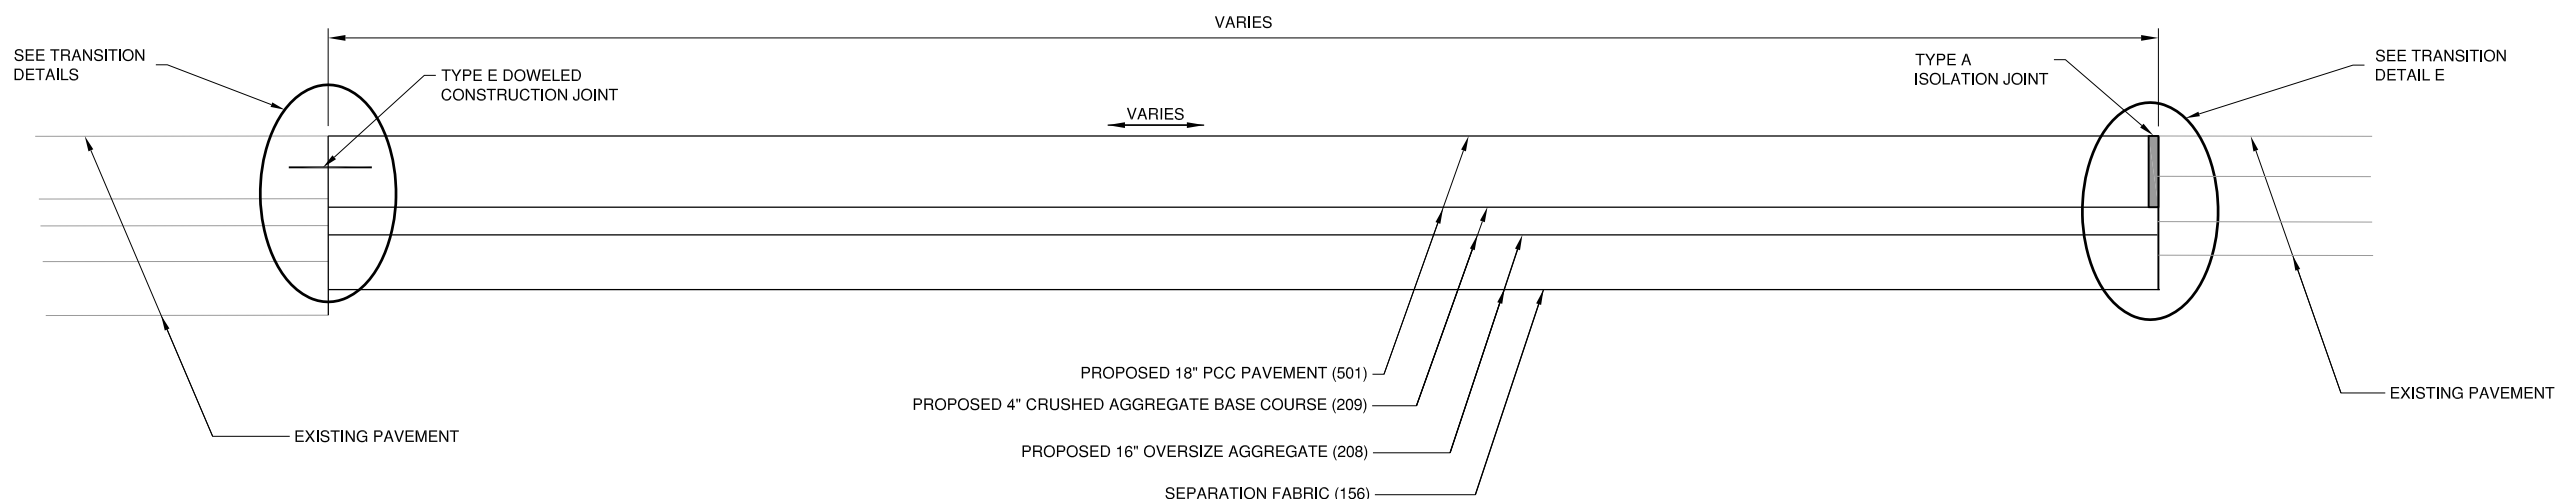 VARIES
SEE TRANSITION
DETAILS
TYPE E DOWELED
CONSTRUCTION JOINT
TYPE A
ISOLATION JOINT
SEE TRANSITION
DETAIL E
VARIES
PROPOSED 18" PCC PAVEMENT (501)
PROPOSED 4" CRUSHED AGGREGATE BASE COURSE (209)
EXISTING PAVEMENT
EXISTING PAVEMENT
PROPOSED 16" OVERSIZE AGGREGATE (208)
SEPARATION FABRIC (156)